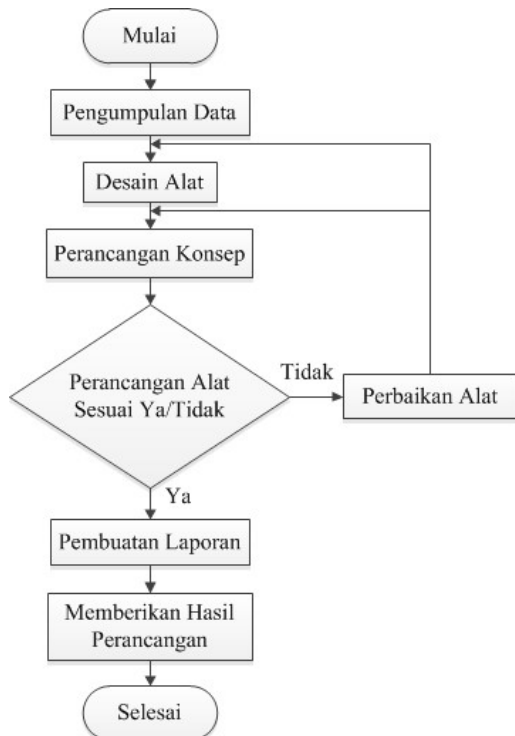 Mulai
Pengumpulan Data
Desain Alat
Perancangan Konsep
Perancangan Alat
Sesuai Ya/Tidak
Tidak
Perbaikan Alat
Ya
Pembuatan Laporan
Memberikan Hasil
Perancangan
Selesai